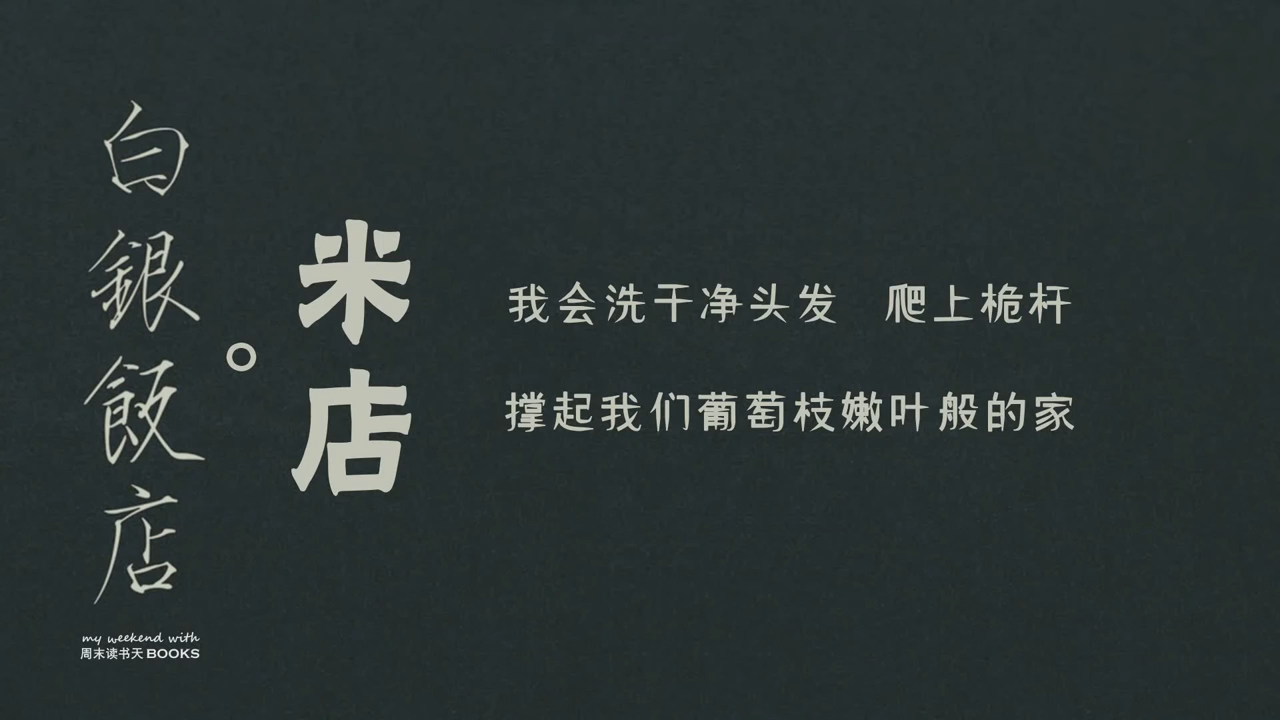 白銀飯店
米店
我会洗干净头发 爬上桅杆
撑起我们葡萄枝嫩叶般的家
my weekend with
周末读书天 BOOKS